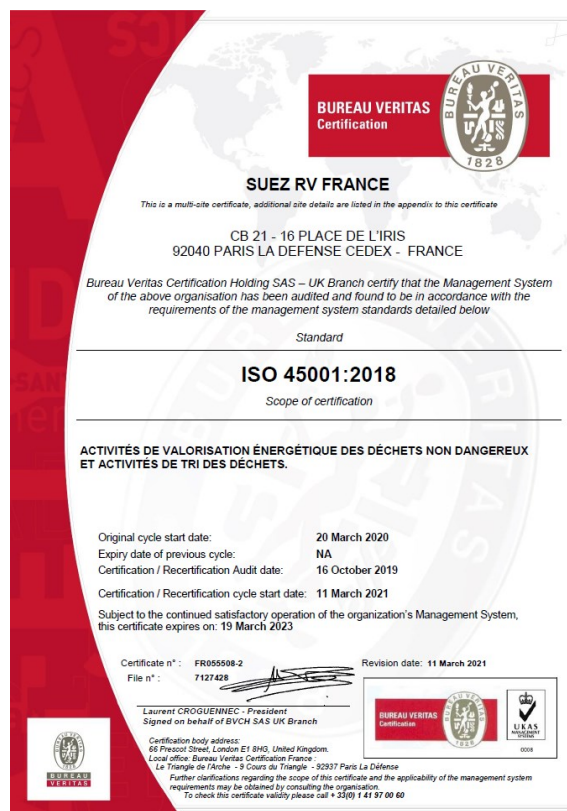 BUREAU VERITAS
Certification
BUREAU VERITAS
1828
SUEZ RV FRANCE
This is a multi-site certificate, additional site details are listed in the appendix to this certificate
CB 21 - 16 PLACE DE L'IRIS
92040 PARIS LA DEFENSE CEDEX - FRANCE
Bureau Veritas Certification Holding SAS – UK Branch certify that the Management System
of the above organisation has been audited and found to be in accordance with the
requirements of the management system standards detailed below
Standard
ISO 45001:2018
Scope of certification
ACTIVITÉS DE VALORISATION ÉNERGÉTIQUE DES DÉCHETS NON DANGEREUX
ET ACTIVITÉS DE TRI DES DÉCHETS.
Original cycle start date: 20 March 2020
Expiry date of previous cycle: NA
Certification / Recertification Audit date: 16 October 2019
Certification / Recertification cycle start date: 11 March 2021
Subject to the continued satisfactory operation of the organization's Management System,
this certificate expires on: 19 March 2023
Certificate n° : FR055508-2 Revision date: 11 March 2021
File n° : 7127428
Laurent CROGUENNEC - President
Signed on behalf of BVCH SAS UK Branch
Certification body address:
66 Prescot Street, London E1 8HG, United Kingdom.
Local office: Bureau Veritas Certification France :
Le Triangle de l'Arche - 9 Cours du Triangle - 92937 Paris La Défense
Further clarifications regarding the scope of this certificate and the applicability of the management system
requirements may be obtained by consulting the organisation.
To check this certificate validity please call + 33(0) 1 41 97 00 60
BUREAU VERITAS
Certification
UKAS
MANAGEMENT
SYSTEMS
0008
BUREAU
VERITAS